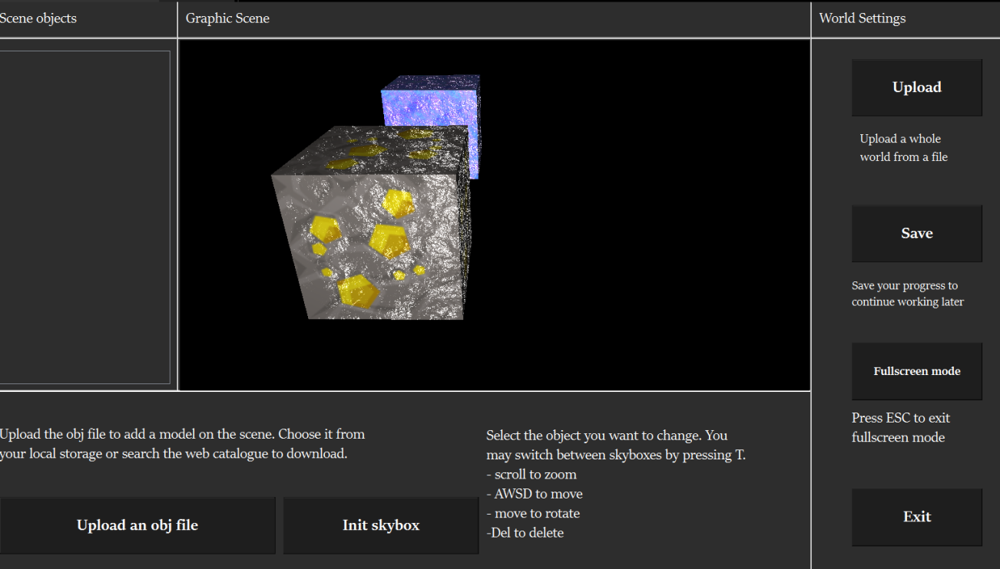 Scene objects
Graphic Scene
World Settings
Upload
Upload a whole
world from a file
Save
Save your progress to
continue working later
Fullscreen mode
Press ESC to exit
fullscreen mode
Exit
Upload the obj file to add a model on the scene. Choose it from
your local storage or search the web catalogue to download.
Upload an obj file
Init skybox
Select the object you want to change. You
may switch between skyboxes by pressing T.
- scroll to zoom
- AWSD to move
- move to rotate
-Del to delete